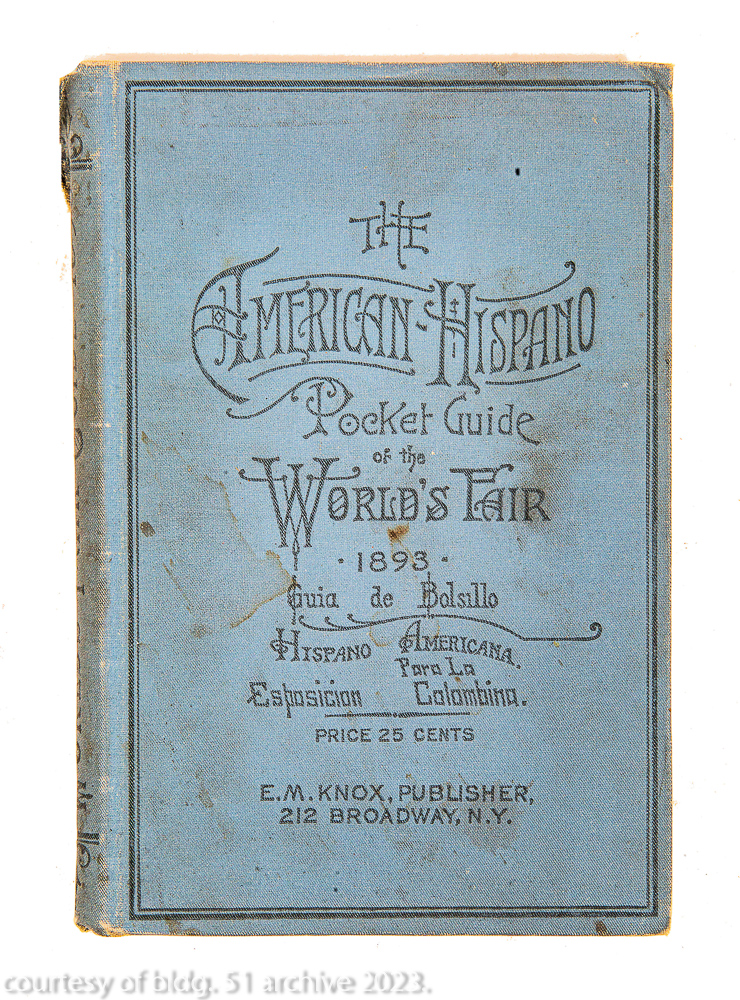 THE
AMERICAN-HISPANO
Pocket Guide
of the
WORLD'S FAIR
· 1893 ·
Guia de Bolsillo
HISPANO AMERICANA.
Para La
Esposicion Colombina.
PRICE 25 CENTS
E.M. KNOX, PUBLISHER,
212 BROADWAY, N.Y.
courtesy of bldg. 51 archive 2023.